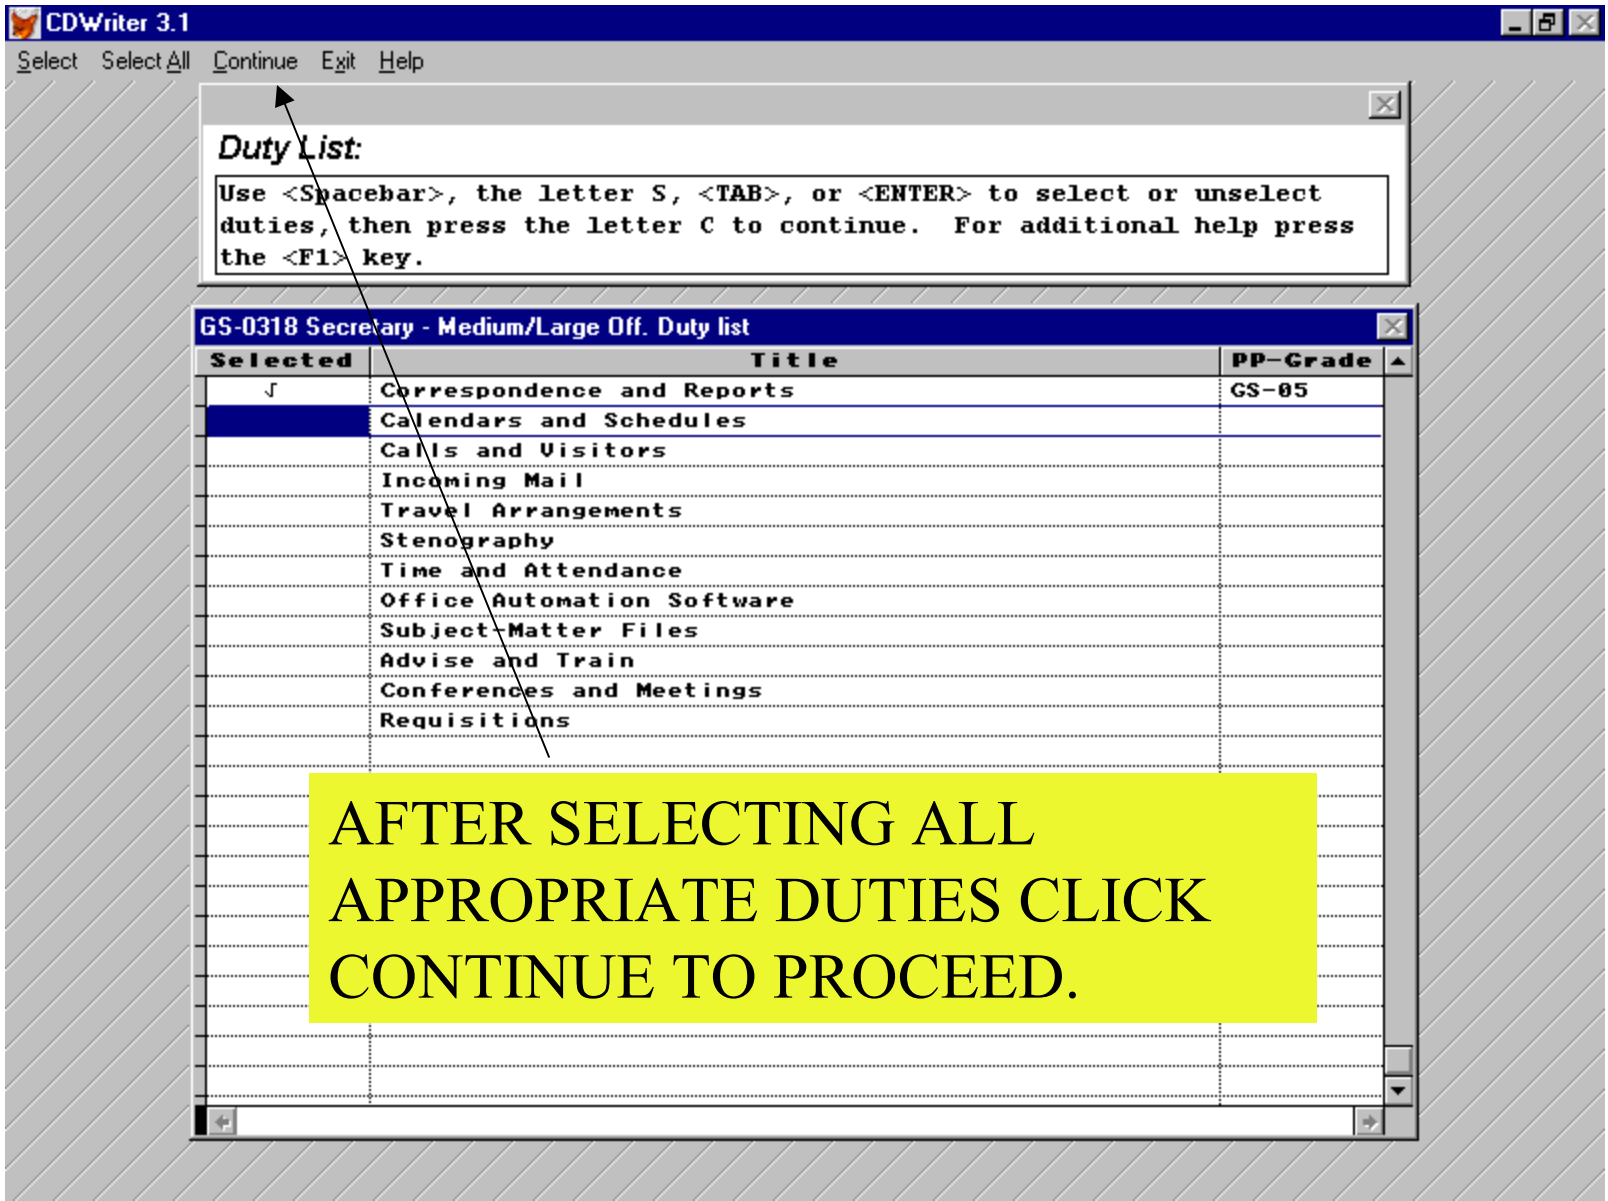 CDWriter 3.1
Select Select All Continue Exit Help
Duty List:
Use <Spacebar>, the letter S, <TAB>, or <ENTER> to select or unselect
duties, then press the letter C to continue.  For additional help press
the <F1> key.
GS-0318 Secretary - Medium/Large Off. Duty list
Selected Title PP-Grade
√ Correspondence and Reports GS-05
Calendars and Schedules
Calls and Visitors
Incoming Mail
Travel Arrangements
Stenography
Time and Attendance
Office Automation Software
Subject-Matter Files
Advise and Train
Conferences and Meetings
Requisitions
AFTER SELECTING ALL
APPROPRIATE DUTIES CLICK
CONTINUE TO PROCEED.